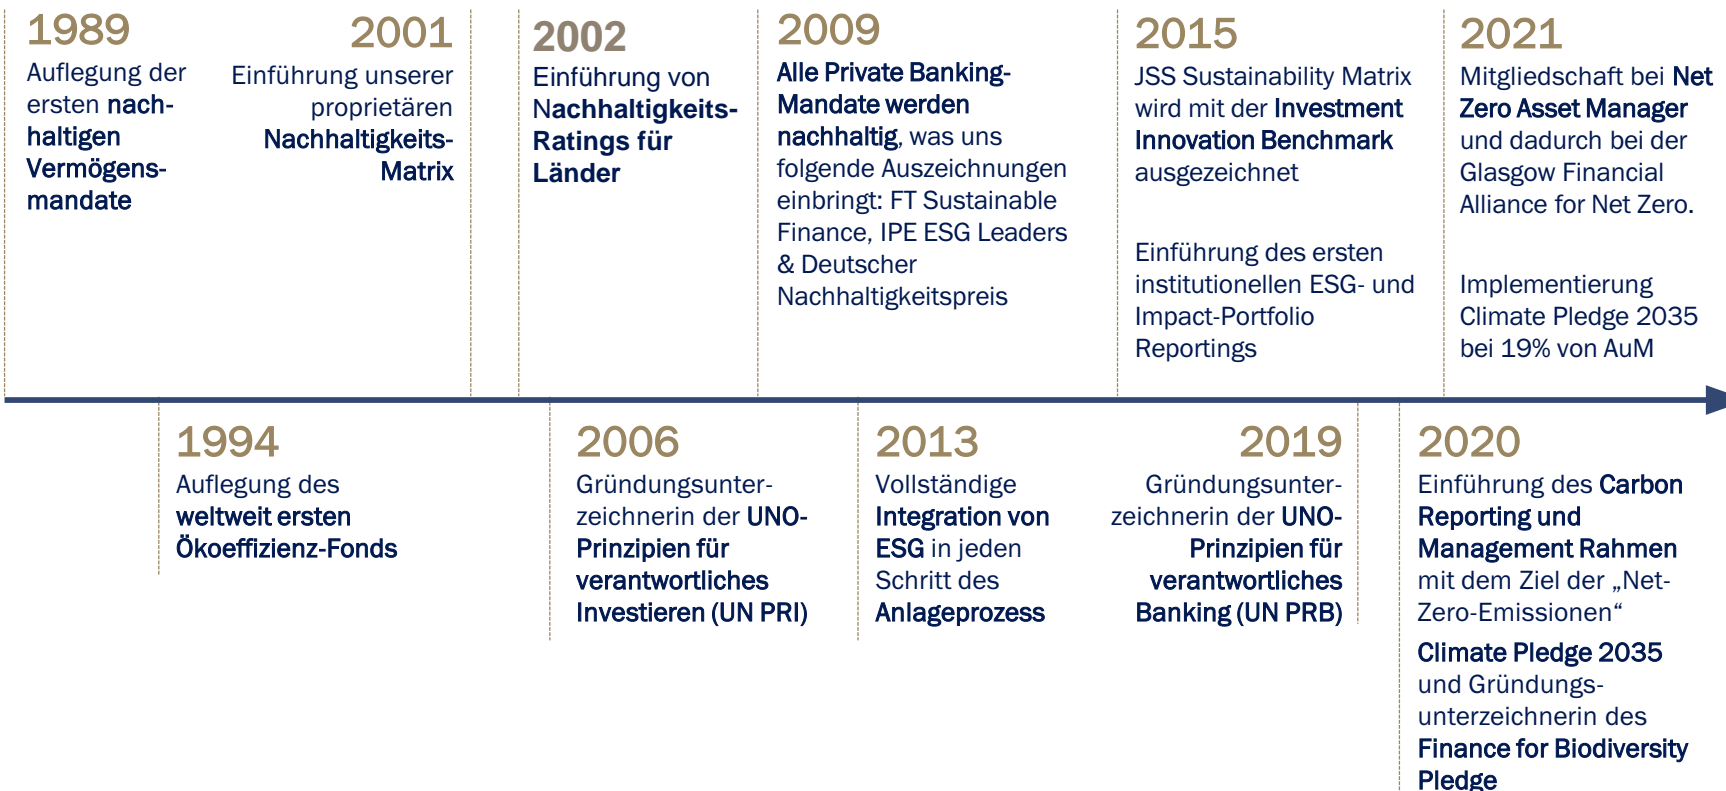 1989
Auflegung der
ersten nach-
haltigen
Vermögens-
mandate
2001
Einführung unserer
proprietären
Nachhaltigkeits-
Matrix
2002
Einführung von
Nachhaltigkeits-
Ratings für
Länder
2009
Alle Private Banking-
Mandate werden
nachhaltig, was uns
folgende Auszeichnungen
einbringt: FT Sustainable
Finance, IPE ESG Leaders
& Deutscher
Nachhaltigkeitspreis
2015
JSS Sustainability Matrix
wird mit der Investment
Innovation Benchmark
ausgezeichnet
Einführung des ersten
institutionellen ESG- und
Impact-Portfolio
Reportings
2021
Mitgliedschaft bei Net
Zero Asset Manager
und dadurch bei der
Glasgow Financial
Alliance for Net Zero.
Implementierung
Climate Pledge 2035
bei 19% von AuM
1994
Auflegung des
weltweit ersten
Ökoeffizienz-Fonds
2006
Gründungsunter-
zeichnerin der UNO-
Prinzipien für
verantwortliches
Investieren (UN PRI)
2013
Vollständige
Integration von
ESG in jeden
Schritt des
Anlageprozess
2019
Gründungsunter-
zeichnerin der UNO-
Prinzipien für
verantwortliches
Banking (UN PRB)
2020
Einführung des Carbon
Reporting und
Management Rahmen
mit dem Ziel der „Net-
Zero-Emissionen“
Climate Pledge 2035
und Gründungs-
unterzeichnerin des
Finance for Biodiversity
Pledge